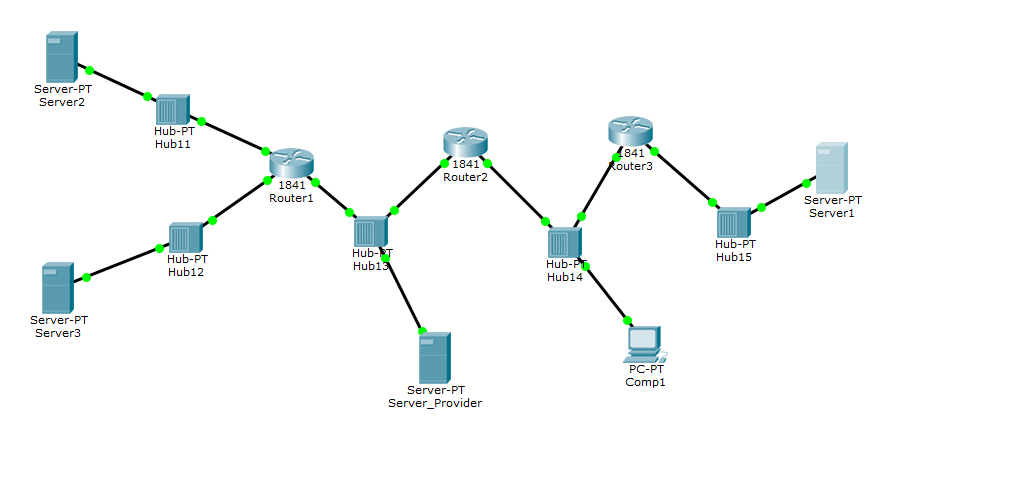 Server-PT
Server2
Hub-PT
Hub11
1841
Router1
Hub-PT
Hub12
Server-PT
Server3
Hub-PT
Hub13
1841
Router2
Server-PT
Server_Provider
1841
Router3
Hub-PT
Hub14
PC-PT
Comp1
Hub-PT
Hub15
Server-PT
Server1